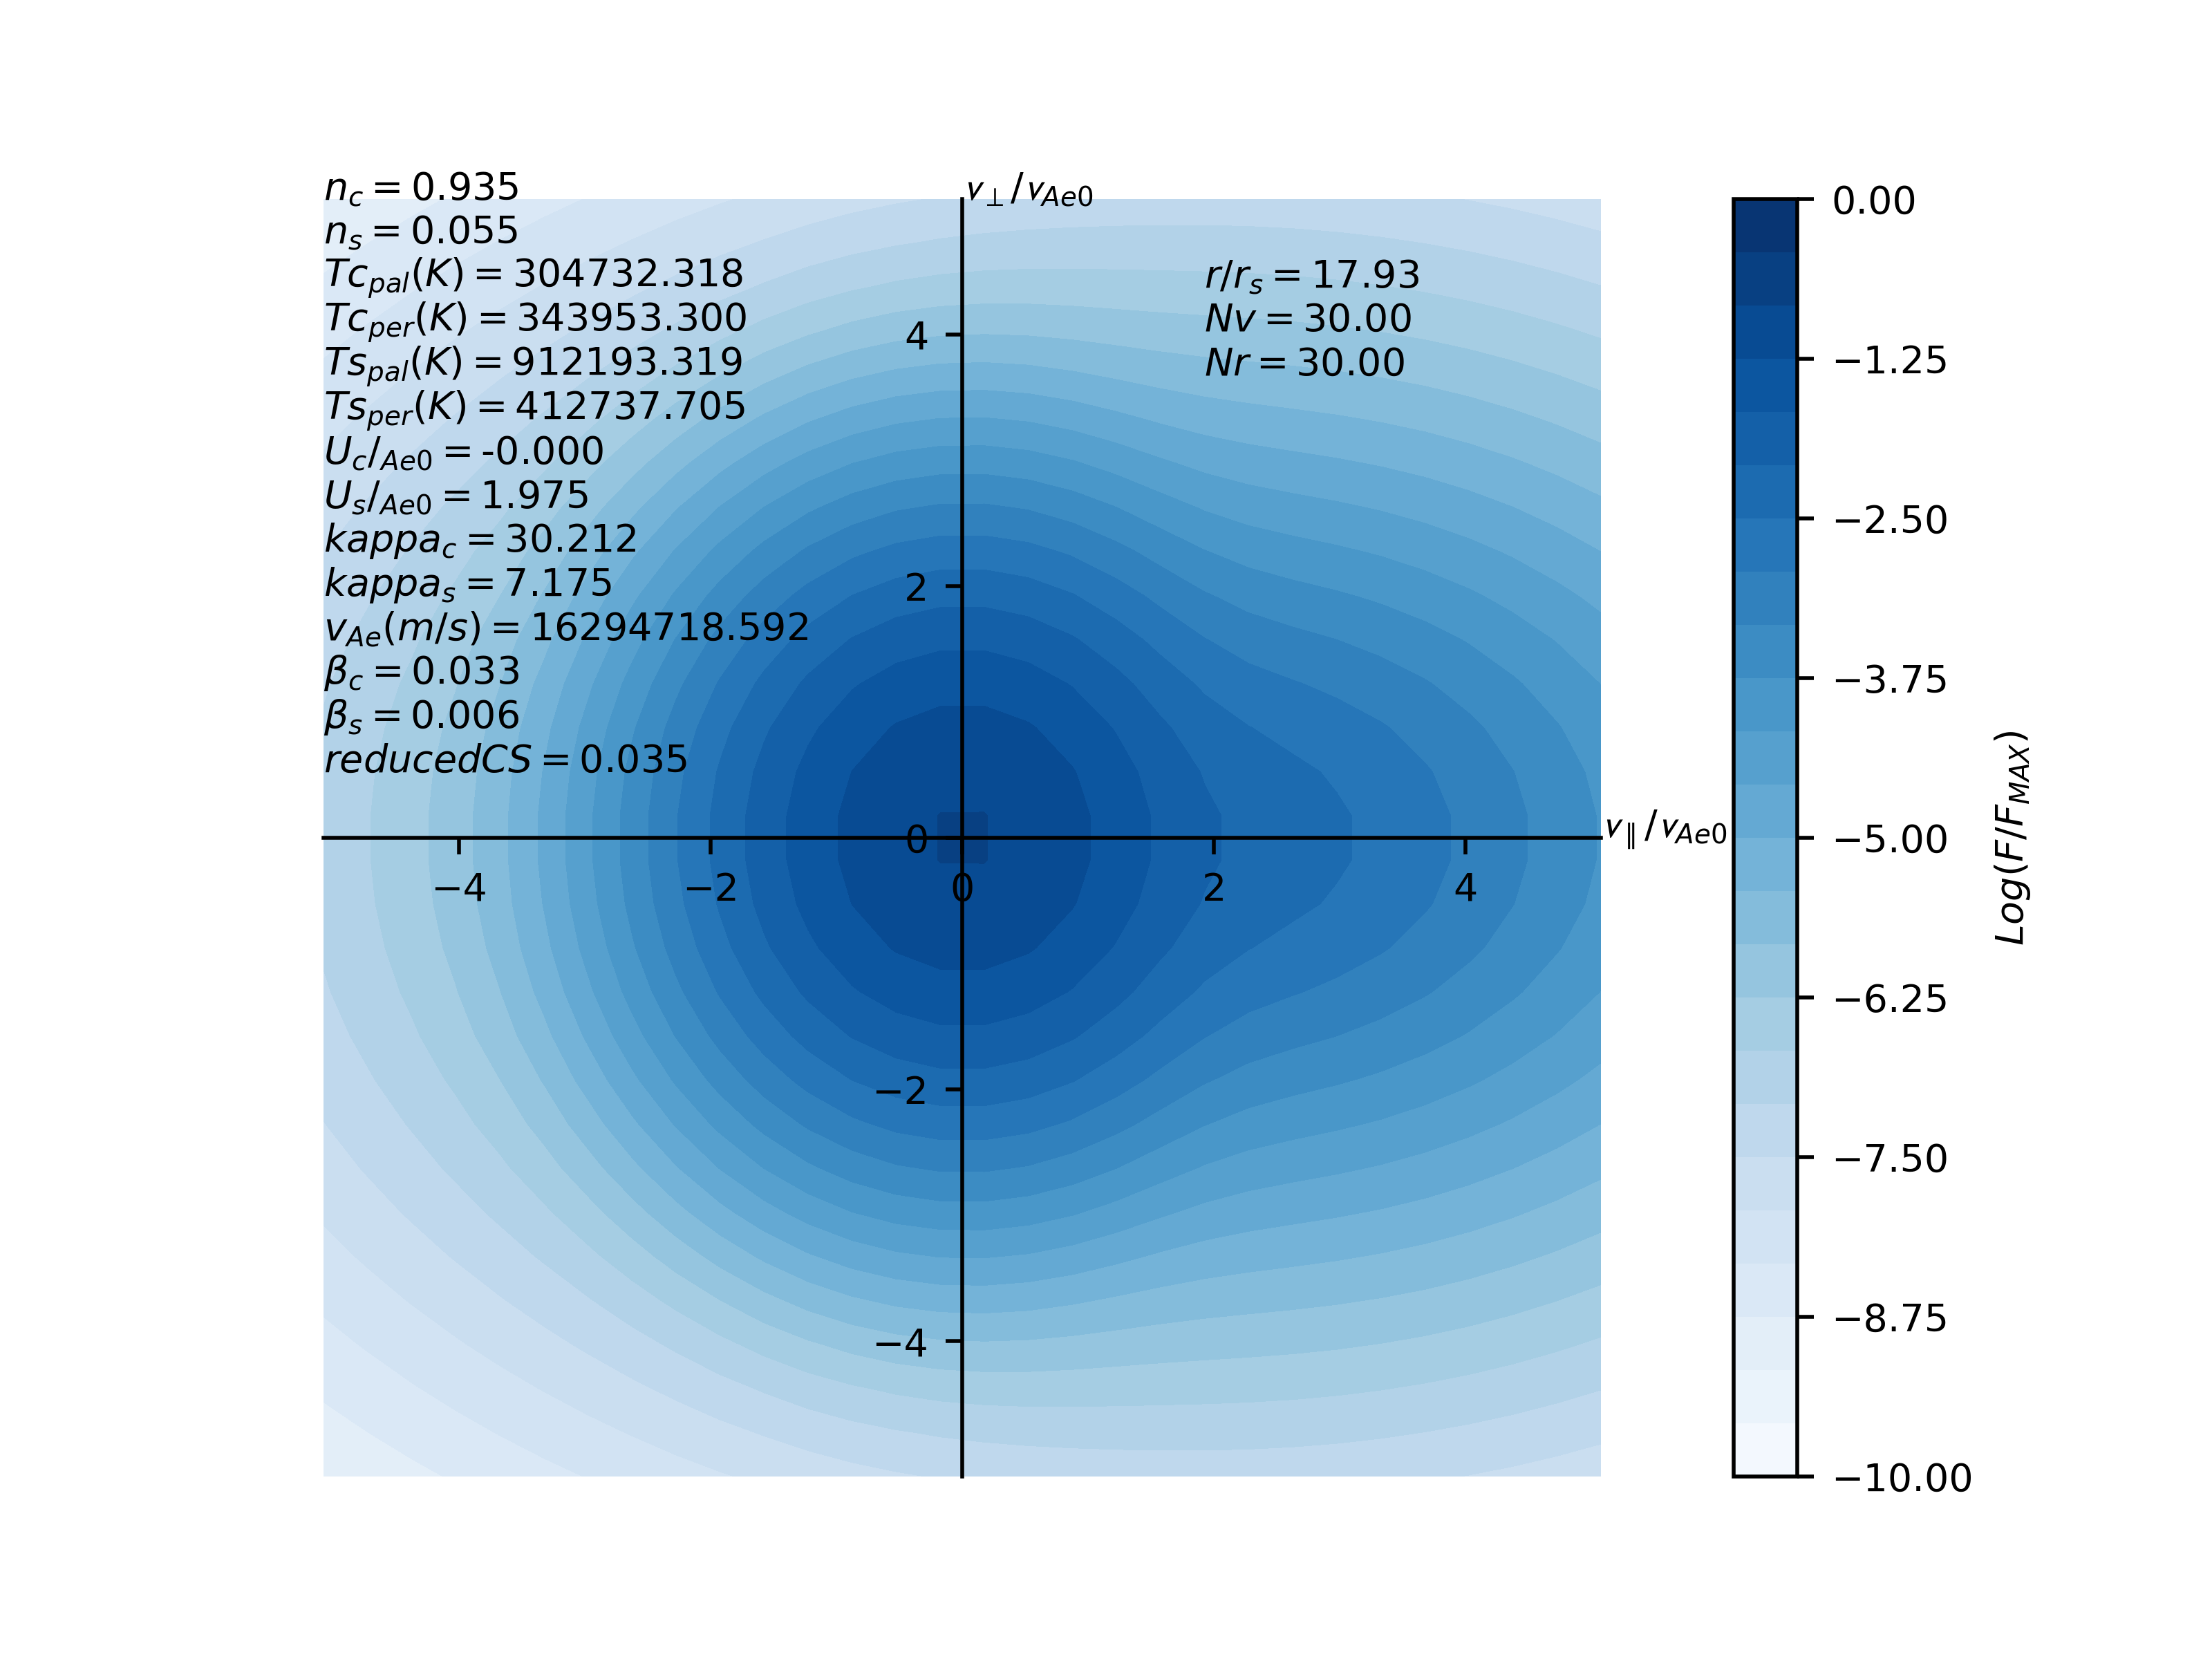 n_c = 0.935
n_s = 0.055
Tc_pal(K) = 304732.318
Tc_per(K) = 343953.300
Ts_pal(K) = 912193.319
Ts_per(K) = 412737.705
U_c/_Ae0 = -0.000
U_s/_Ae0 = 1.975
kappa_c = 30.212
kappa_s = 7.175
v_Ae(m/s) = 16294718.592
β_c = 0.033
β_s = 0.006
reducedCS = 0.035
v_⊥/v_Ae0
r/r_s = 17.93
Nv = 30.00
Nr = 30.00
4
2
0
−2
−4
−4
−2
0
2
4
v_∥/v_Ae0
0.00
−1.25
−2.50
−3.75
−5.00
−6.25
−7.50
−8.75
−10.00
Log(F/F_MAX)